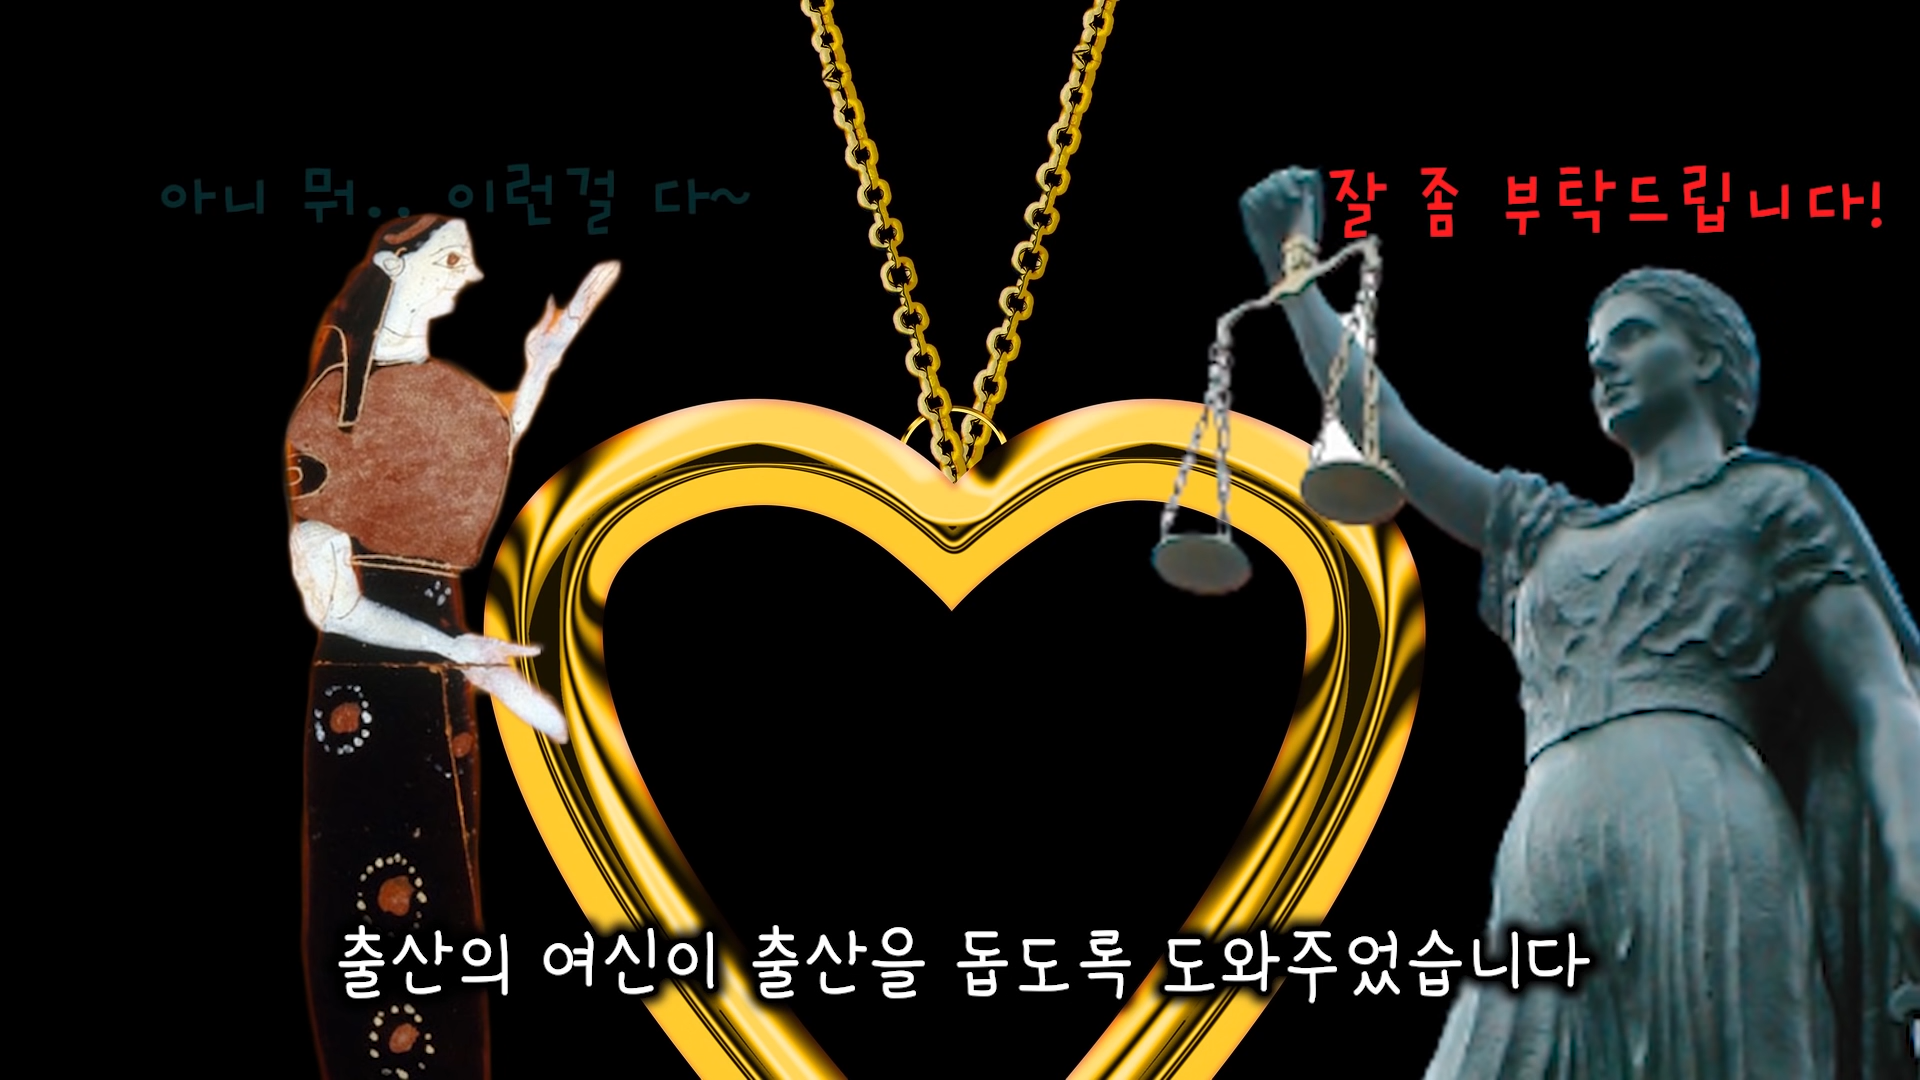 아니 뭐.. 이런걸 다~
잘 좀 부탁드립니다!
출산의 여신이 출산을 돕도록 도와주었습니다